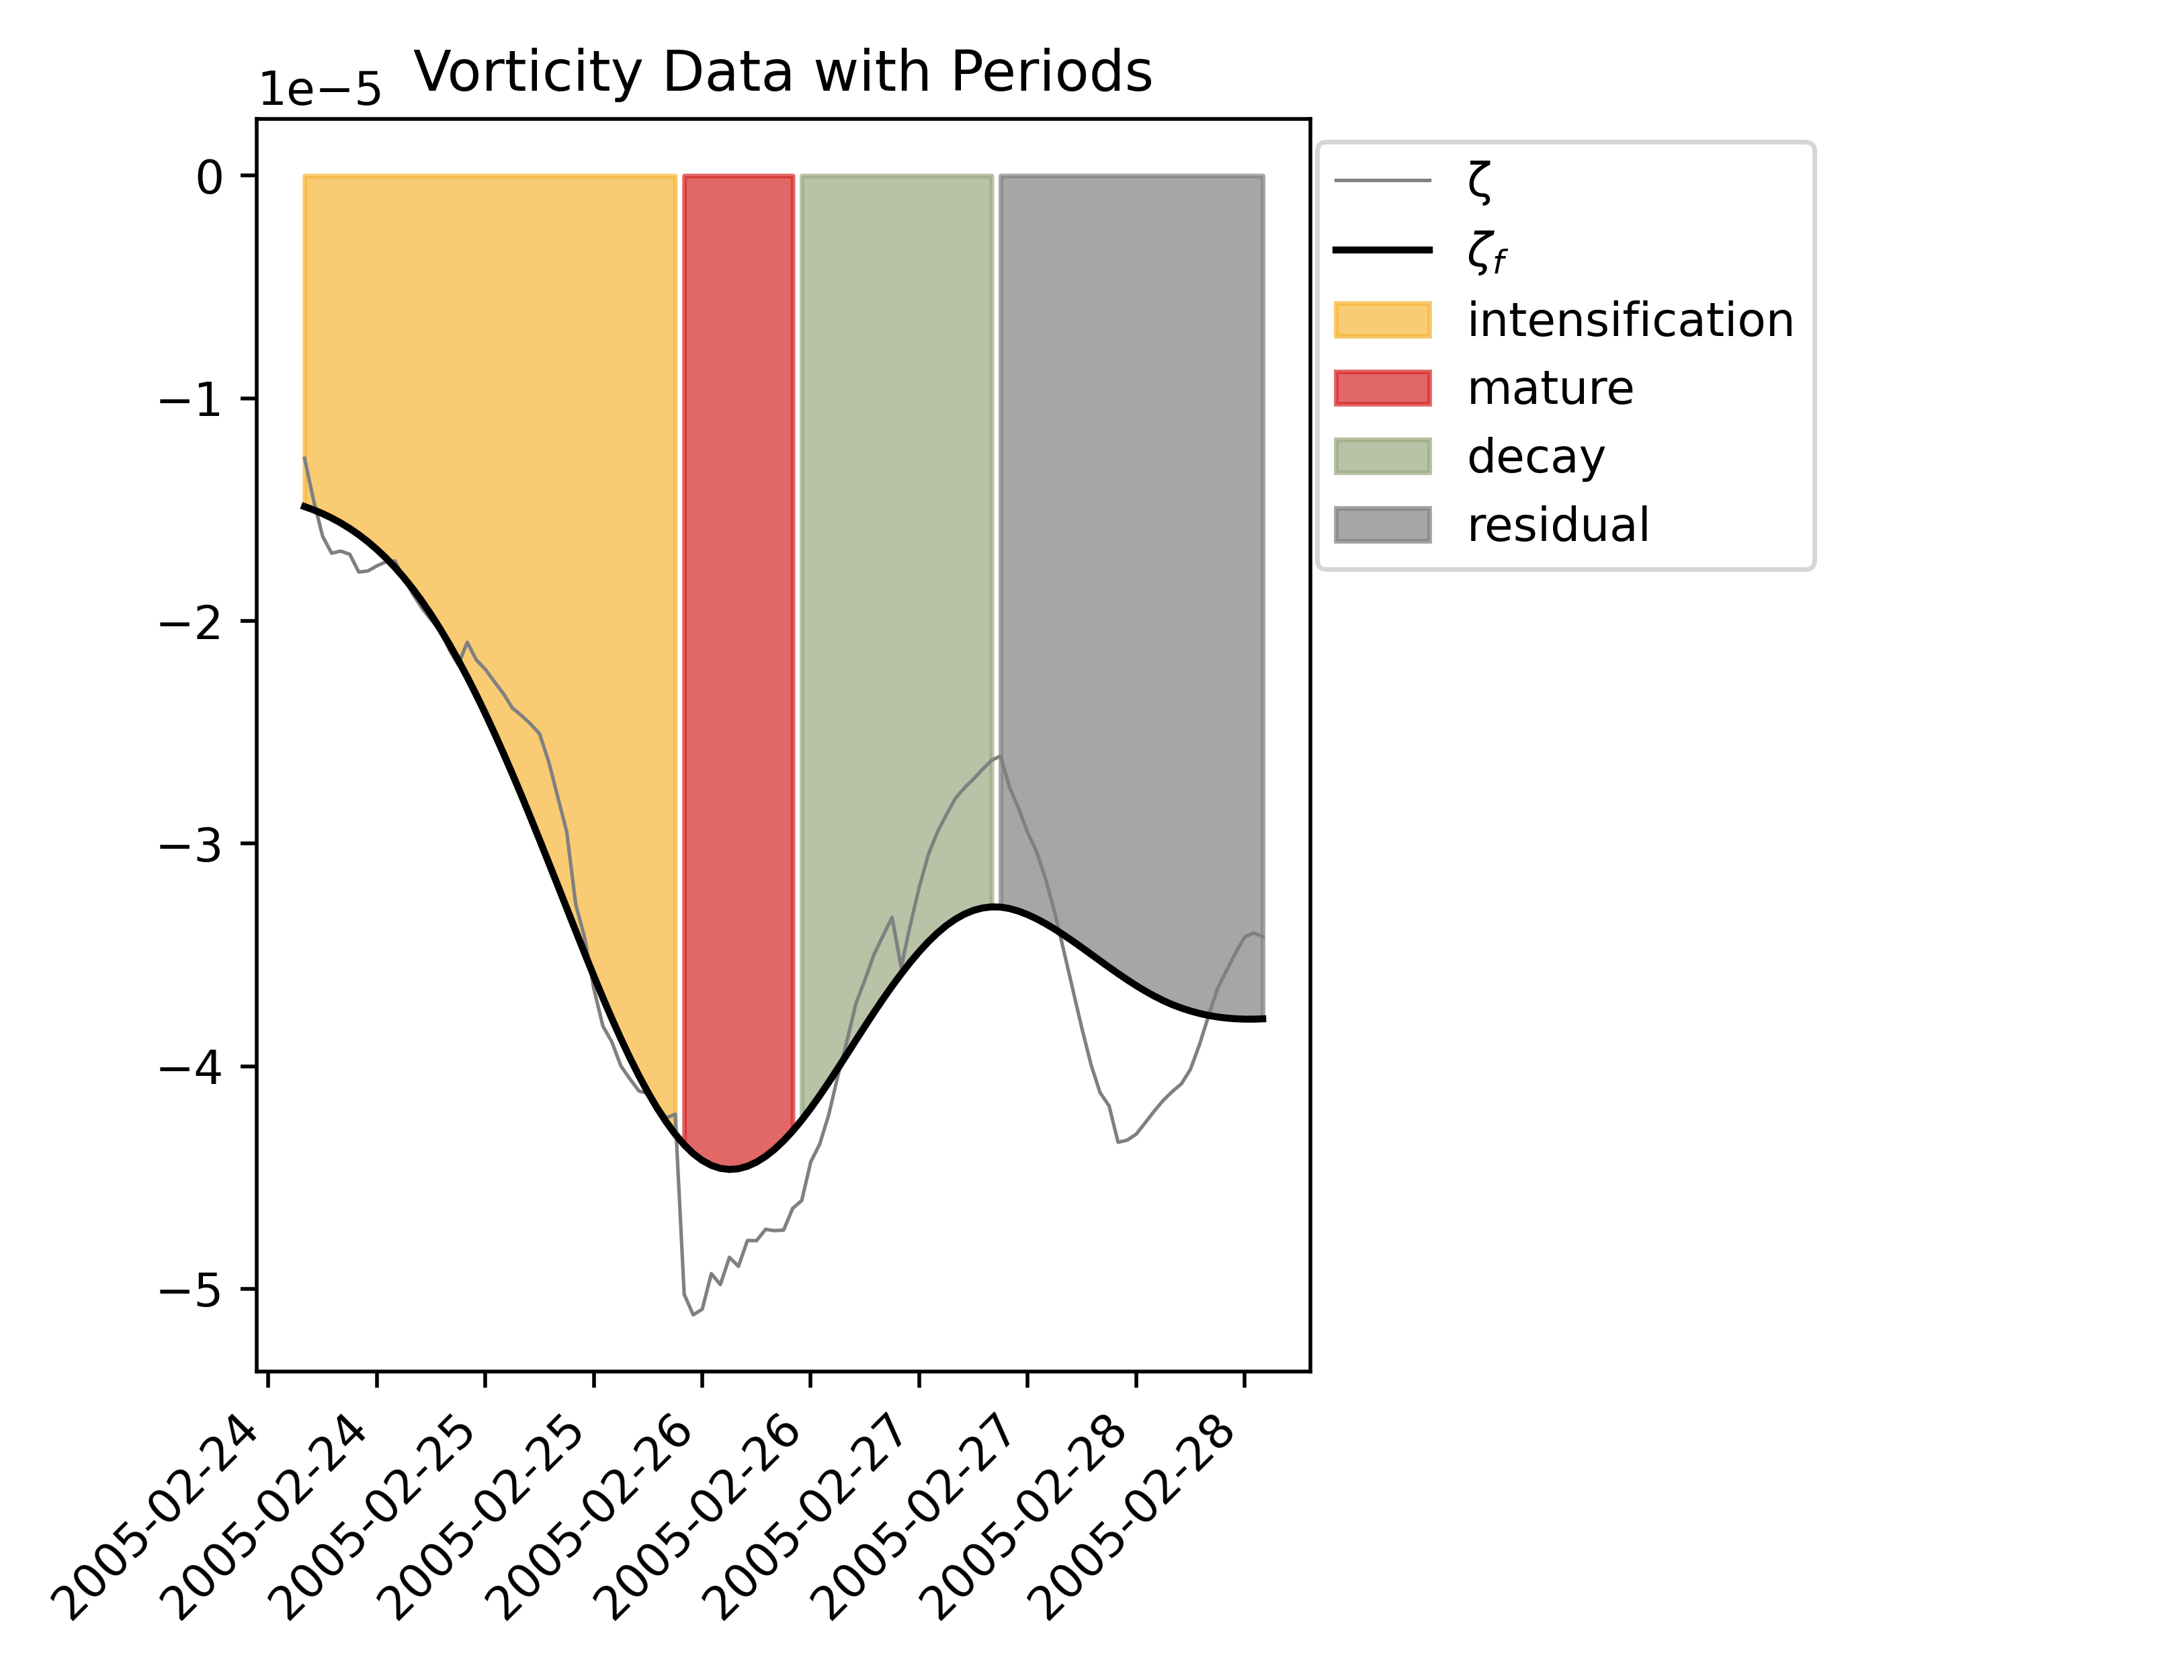 Vorticity Data with Periods
1e−5
0
−1
−2
−3
−4
−5
2005-02-24
2005-02-24
2005-02-25
2005-02-25
2005-02-26
2005-02-26
2005-02-27
2005-02-27
2005-02-28
2005-02-28
ζ
ζf
intensification
mature
decay
residual